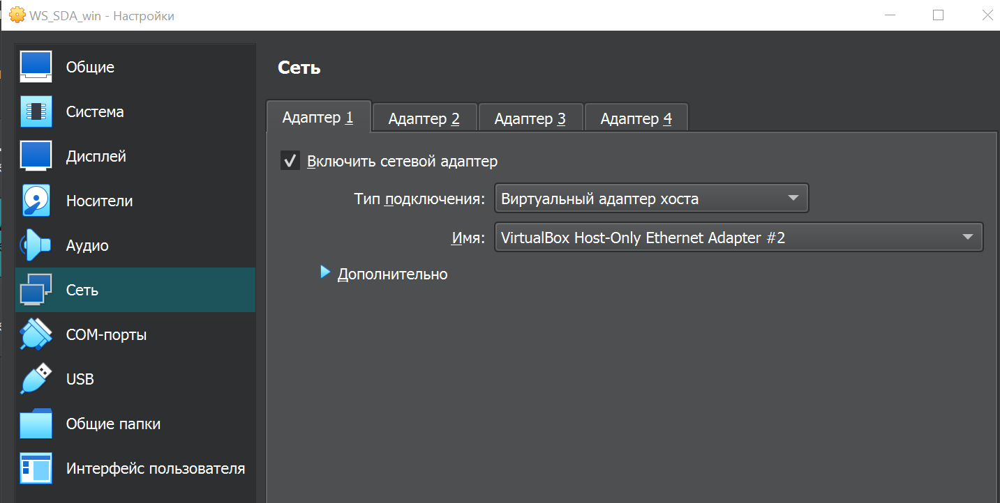 WS_SDA_win - Настройки
Общие
Система
Дисплей
Носители
Аудио
Сеть
COM-порты
USB
Общие папки
Интерфейс пользователя
Сеть
Адаптер 1
Адаптер 2
Адаптер 3
Адаптер 4
Включить сетевой адаптер
Тип подключения: Виртуальный адаптер хоста
Имя: VirtualBox Host-Only Ethernet Adapter #2
Дополнительно